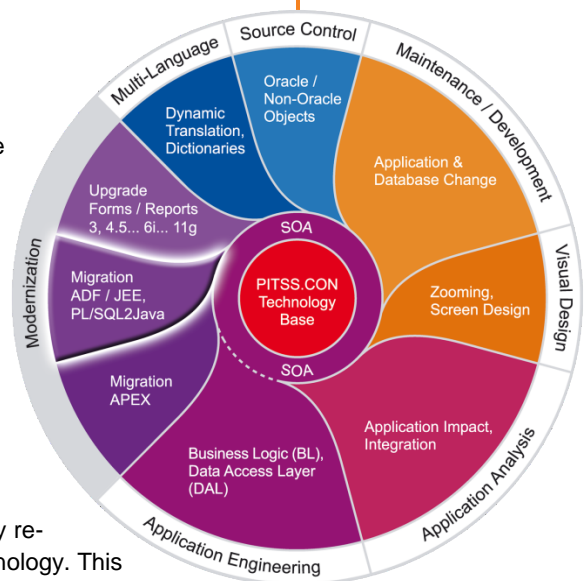 Source Control
Multi-Language
Maintenance / Development
Oracle /
Non-Oracle
Objects
Dynamic
Translation,
Dictionaries
e
Application &
Database Change
Upgrade
Forms / Reports
3, 4.5... 6i... 11g
SOA
Modernization
Visual Design
PITSS.CON
Technology
Base
Zooming,
Screen Design
Migration
ADF / JEE,
PL/SQL2Java
SOA
Migration
APEX
Application Impact,
Integration
Business Logic (BL),
Data Access Layer
(DAL)
Application Analysis
Application Engineering
y re-
nology. This